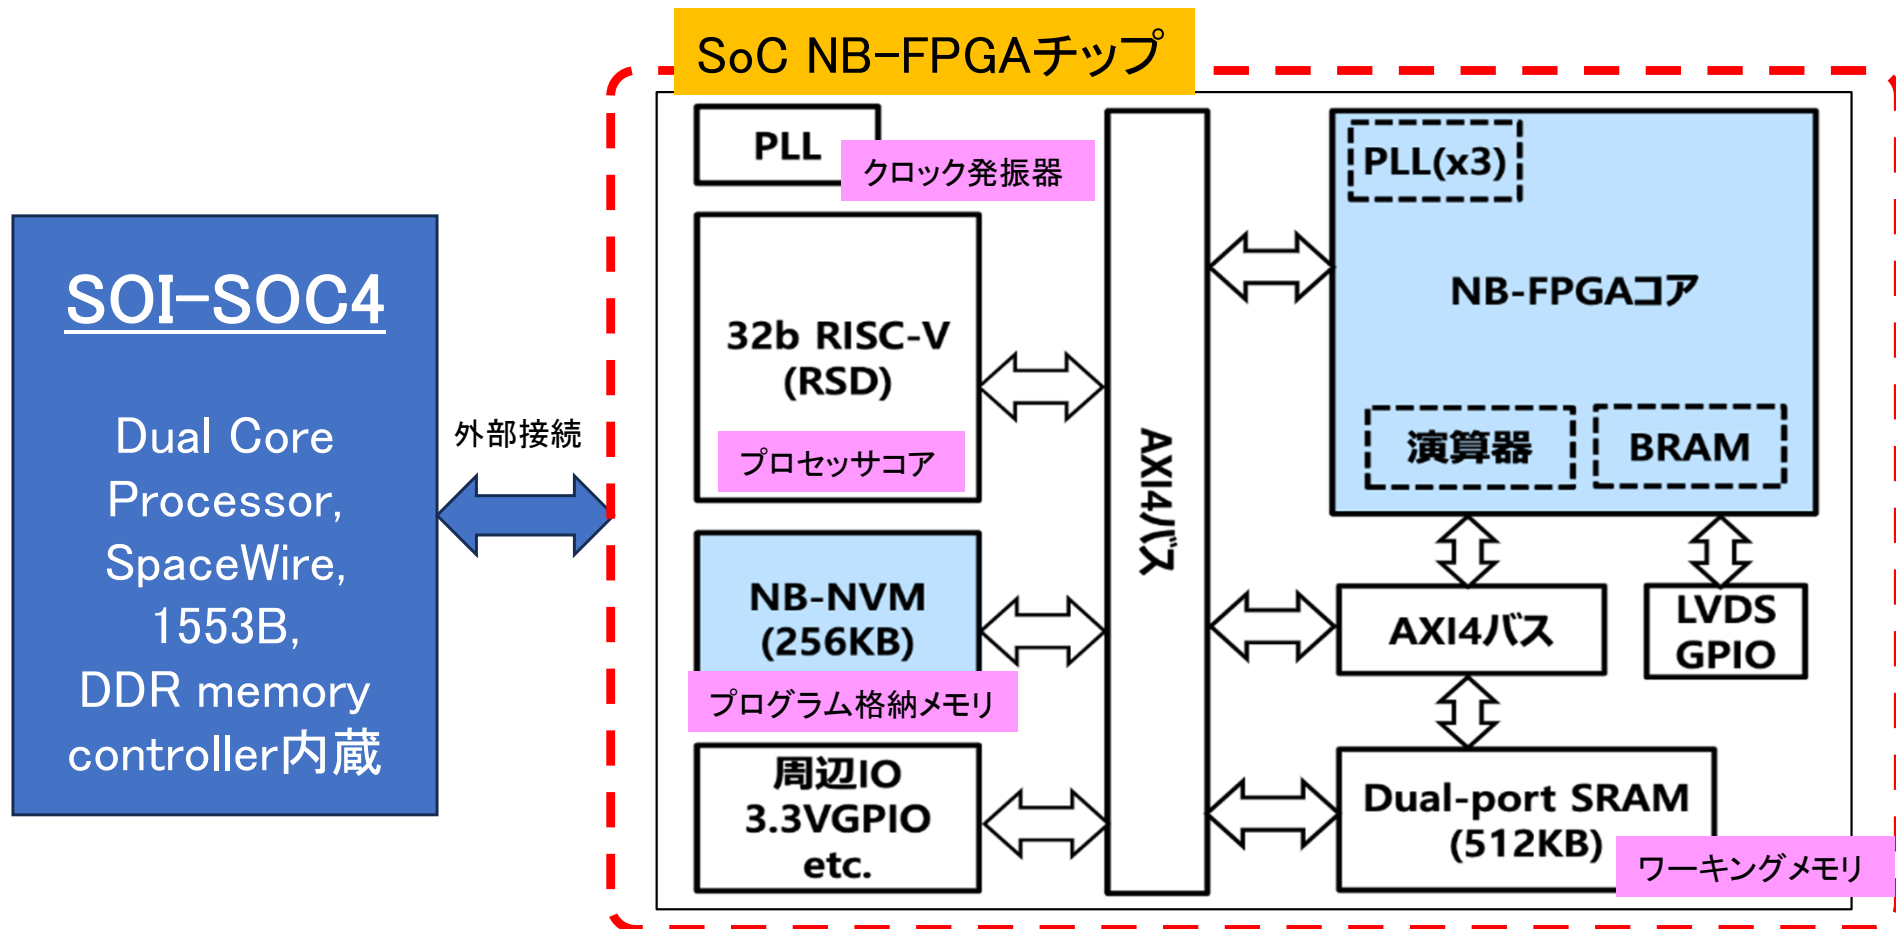 SoC NB-FPGAチップ
SOI-SOC4
Dual Core
Processor,
SpaceWire,
1553B,
DDR memory
controller内蔵
外部接続
PLL
クロック発振器
32b RISC-V
(RSD)
プロセッサコア
NB-NVM
(256KB)
プログラム格納メモリ
周辺IO
3.3VGPIO
etc.
AXI4バス
PLL(x3)
NB-FPGAコア
演算器
BRAM
AXI4バス
LVDS
GPIO
Dual-port SRAM
(512KB)
ワーキングメモリ